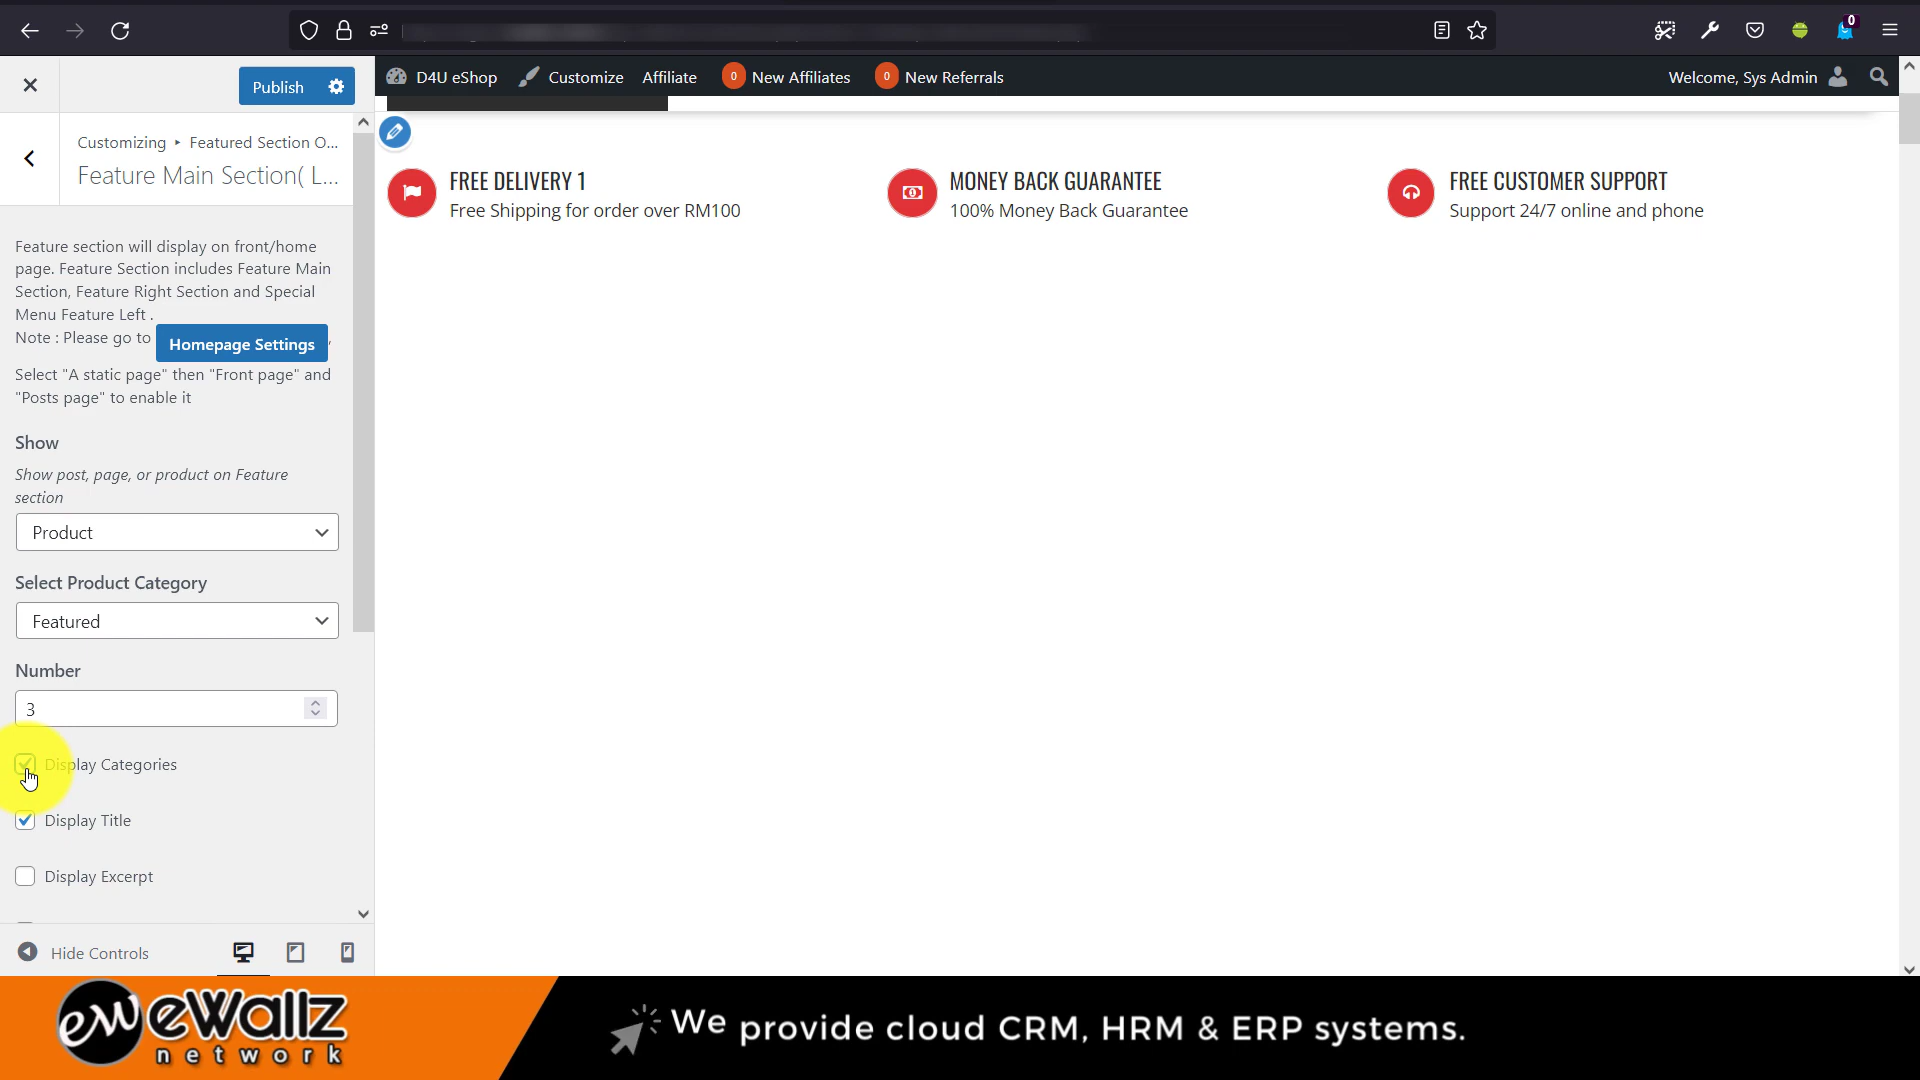 0
Publish
D4U eShop
Customize
Affiliate
0
New Affiliates
0
New Referrals
Welcome, Sys Admin
Customizing ▸ Featured Section O...
Feature Main Section( L...
FREE DELIVERY 1
Free Shipping for order over RM100
MONEY BACK GUARANTEE
100% Money Back Guarantee
FREE CUSTOMER SUPPORT
Support 24/7 online and phone
Feature section will display on front/home
page. Feature Section includes Feature Main
Section, Feature Right Section and Special
Menu Feature Left .
Note : Please go to Homepage Settings ,
Select "A static page" then "Front page" and
"Posts page" to enable it
Show
Show post, page, or product on Feature
section
Product
Select Product Category
Featured
Number
3
Display Categories
Display Title
Display Excerpt
Hide Controls
ew eWallz
network
We provide cloud CRM, HRM & ERP systems.